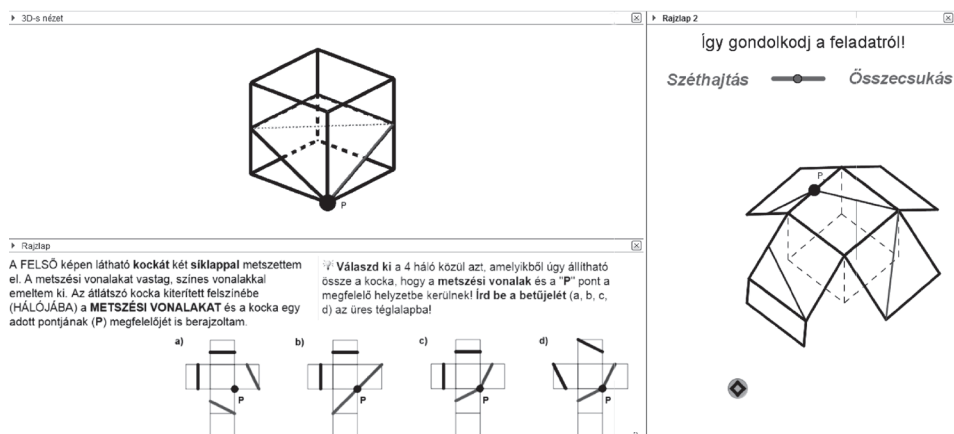 3D-s nézet
P
Rajzlap
A FELSŐ képen látható kockát két síklappal metszettem
el. A metszési vonalakat vastag, színes vonalakkal
emeltem ki. Az átlátszó kocka kiterített felszínébe
(HÁLÓJÁBA) a METSZÉSI VONALAKAT és a kocka egy
adott pontjának (P) megfelelőjét is berajzoltam.
Válaszd ki a 4 háló közül azt, amelyikből úgy állítható
össze a kocka, hogy a metszési vonalak és a "P" pont a
megfelelő helyzetbe kerülnek! Írd be a betűjelét (a, b, c,
d) az üres téglalapba!
a) b) c) d)
P P P P
Rajzlap 2
Így gondolkodj a feladatról!
Széthajtás Összecsukás
P